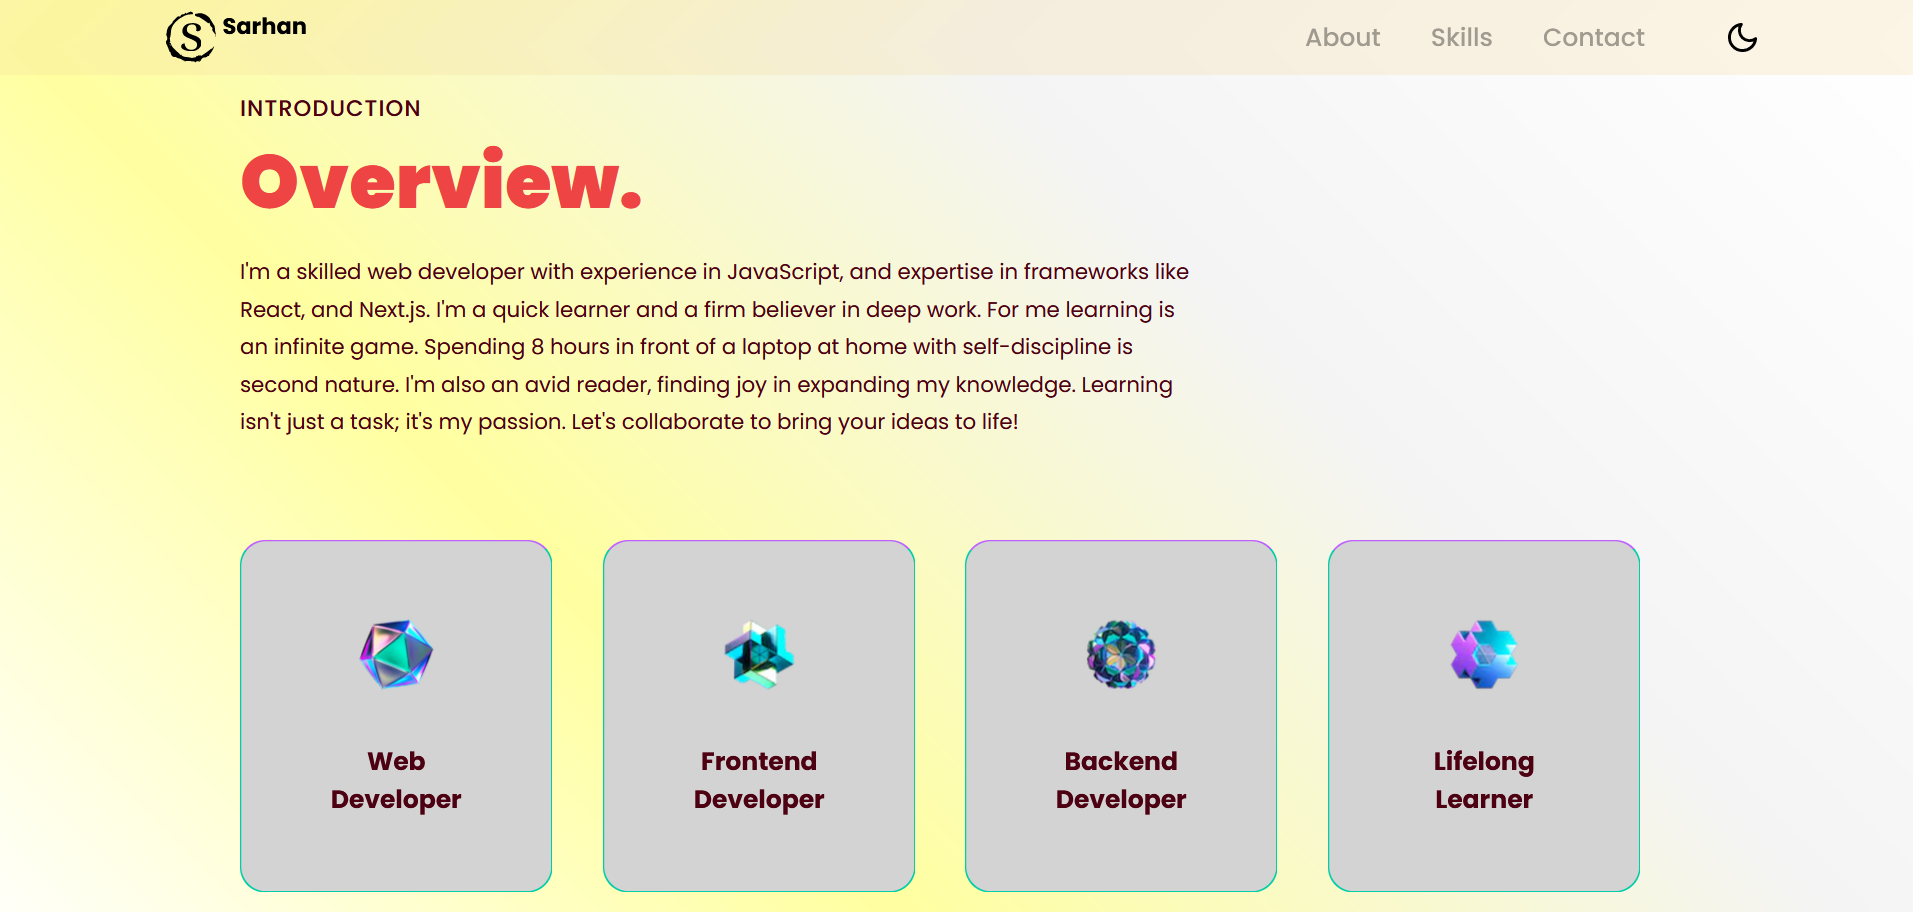 S Sarhan
About Skills Contact
INTRODUCTION
Overview.
I'm a skilled web developer with experience in JavaScript, and expertise in frameworks like
React, and Next.js. I'm a quick learner and a firm believer in deep work. For me learning is
an infinite game. Spending 8 hours in front of a laptop at home with self-discipline is
second nature. I'm also an avid reader, finding joy in expanding my knowledge. Learning
isn't just a task; it's my passion. Let's collaborate to bring your ideas to life!
Web
Developer
Frontend
Developer
Backend
Developer
Lifelong
Learner